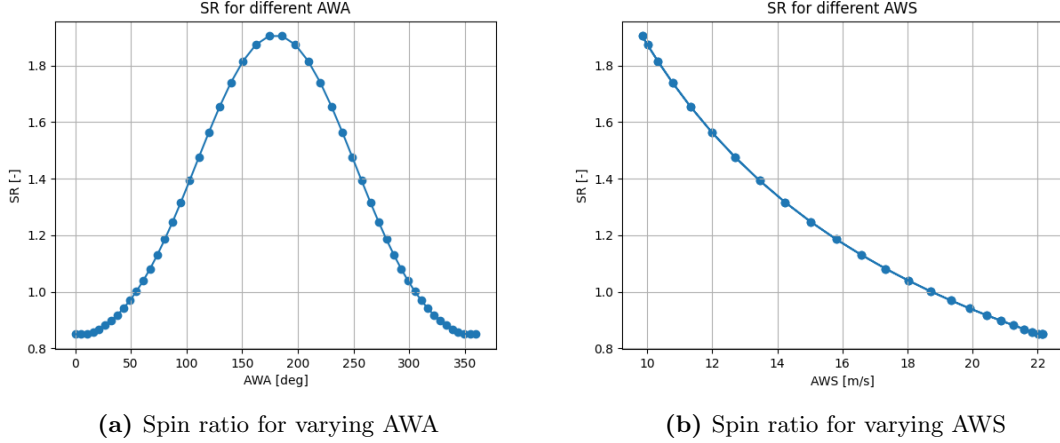 SR for different AWA
SR [-]
1.8
1.6
1.4
1.2
1.0
0.8
0 50 100 150 200 250 300 350
AWA [deg]
(a) Spin ratio for varying AWA
SR for different AWS
SR [-]
1.8
1.6
1.4
1.2
1.0
0.8
10 12 14 16 18 20 22
AWS [m/s]
(b) Spin ratio for varying AWS